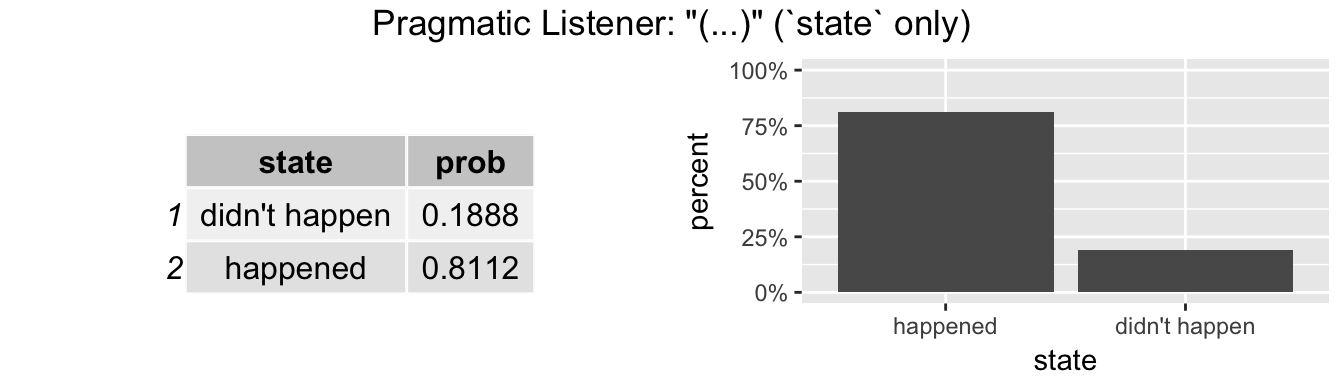 Pragmatic Listener: "(...)" (`state` only)
state prob
1 didn't happen 0.1888
2 happened 0.8112
percent
100%
75%
50%
25%
0%
happened didn't happen
state